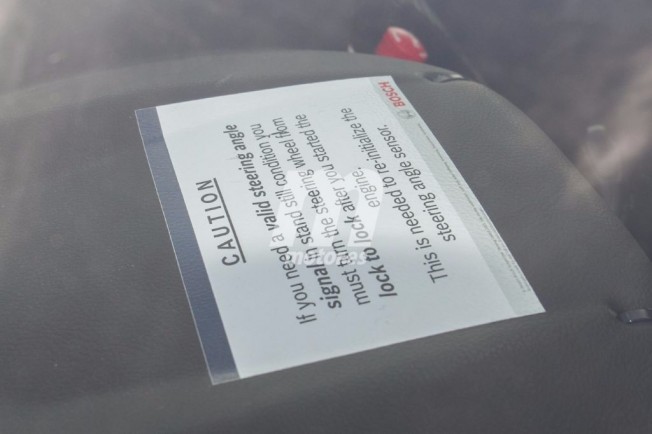 CAUTION
If you need a valid steering angle
signal in stand still condition you
must turn the steering wheel from
lock to lock after you started the
engine.
This is needed to re-initialize the
steering angle sensor.
BOSCH
m
motor.es